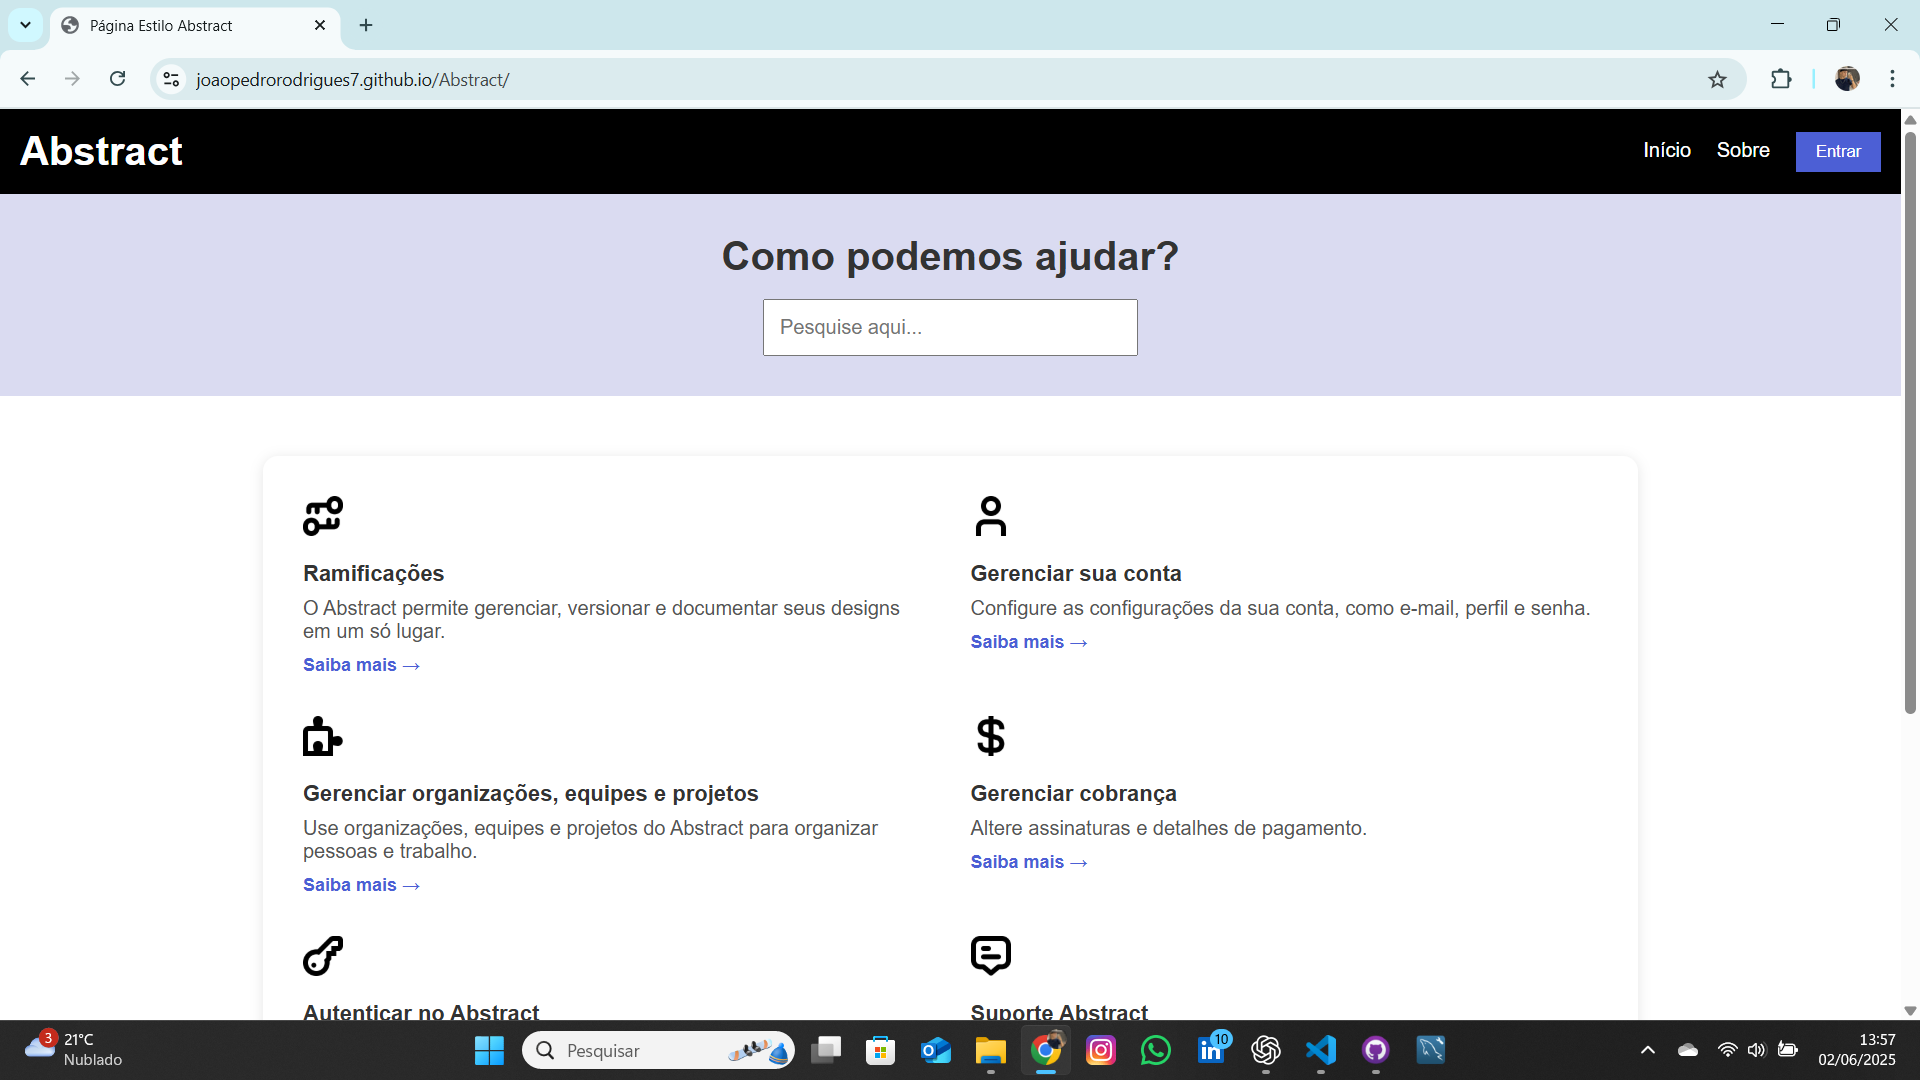 Página Estilo Abstract
joaopedrorodrigues7.github.io/Abstract/
Abstract
Início
Sobre
Entrar
Como podemos ajudar?
Pesquise aqui...
Ramificações
O Abstract permite gerenciar, versionar e documentar seus designs
em um só lugar.
Saiba mais →
Gerenciar sua conta
Configure as configurações da sua conta, como e-mail, perfil e senha.
Saiba mais →
Gerenciar organizações, equipes e projetos
Use organizações, equipes e projetos do Abstract para organizar
pessoas e trabalho.
Saiba mais →
Gerenciar cobrança
Altere assinaturas e detalhes de pagamento.
Saiba mais →
Autenticar no Abstract
Suporte Abstract
3
21°C
Nublado
Pesquisar
10
13:57
02/06/2025